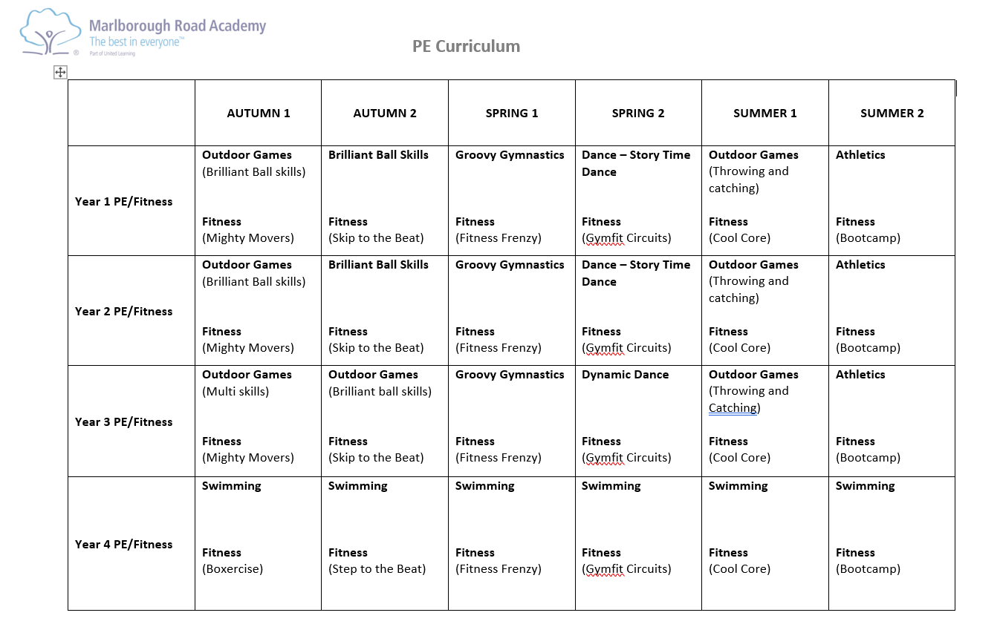 Marlborough Road Academy
The best in everyone™
Part of United Learning
®
PE Curriculum
AUTUMN 1
AUTUMN 2
SPRING 1
SPRING 2
SUMMER 1
SUMMER 2
Year 1 PE/Fitness
Outdoor Games
(Brilliant Ball skills)
Fitness
(Mighty Movers)
Brilliant Ball Skills
Fitness
(Skip to the Beat)
Groovy Gymnastics
Fitness
(Fitness Frenzy)
Dance – Story Time
Dance
Fitness
(Gymfit Circuits)
Outdoor Games
(Throwing and
catching)
Fitness
(Cool Core)
Athletics
Fitness
(Bootcamp)
Year 2 PE/Fitness
Outdoor Games
(Brilliant Ball skills)
Fitness
(Mighty Movers)
Brilliant Ball Skills
Fitness
(Skip to the Beat)
Groovy Gymnastics
Fitness
(Fitness Frenzy)
Dance – Story Time
Dance
Fitness
(Gymfit Circuits)
Outdoor Games
(Throwing and
catching)
Fitness
(Cool Core)
Athletics
Fitness
(Bootcamp)
Year 3 PE/Fitness
Outdoor Games
(Multi skills)
Fitness
(Mighty Movers)
Outdoor Games
(Brilliant ball skills)
Fitness
(Skip to the Beat)
Groovy Gymnastics
Fitness
(Fitness Frenzy)
Dynamic Dance
Fitness
(Gymfit Circuits)
Outdoor Games
(Throwing and
Catching)
Fitness
(Cool Core)
Athletics
Fitness
(Bootcamp)
Year 4 PE/Fitness
Swimming
Fitness
(Boxercise)
Swimming
Fitness
(Step to the Beat)
Swimming
Fitness
(Fitness Frenzy)
Swimming
Fitness
(Gymfit Circuits)
Swimming
Fitness
(Cool Core)
Swimming
Fitness
(Bootcamp)